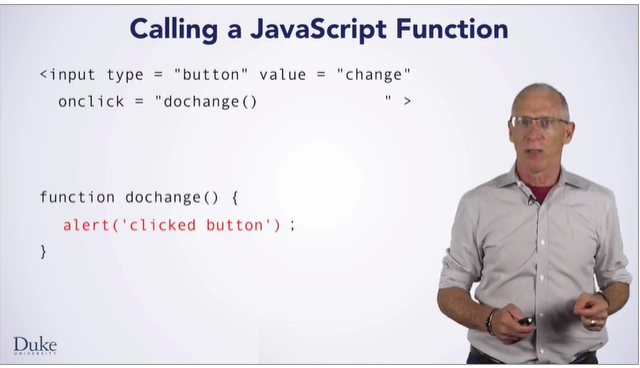 Calling a JavaScript Function
<input type = "button" value = "change"
onclick = "dochange()                " >
function dochange() {
alert('clicked button') ;
}
Duke
UNIVERSITY